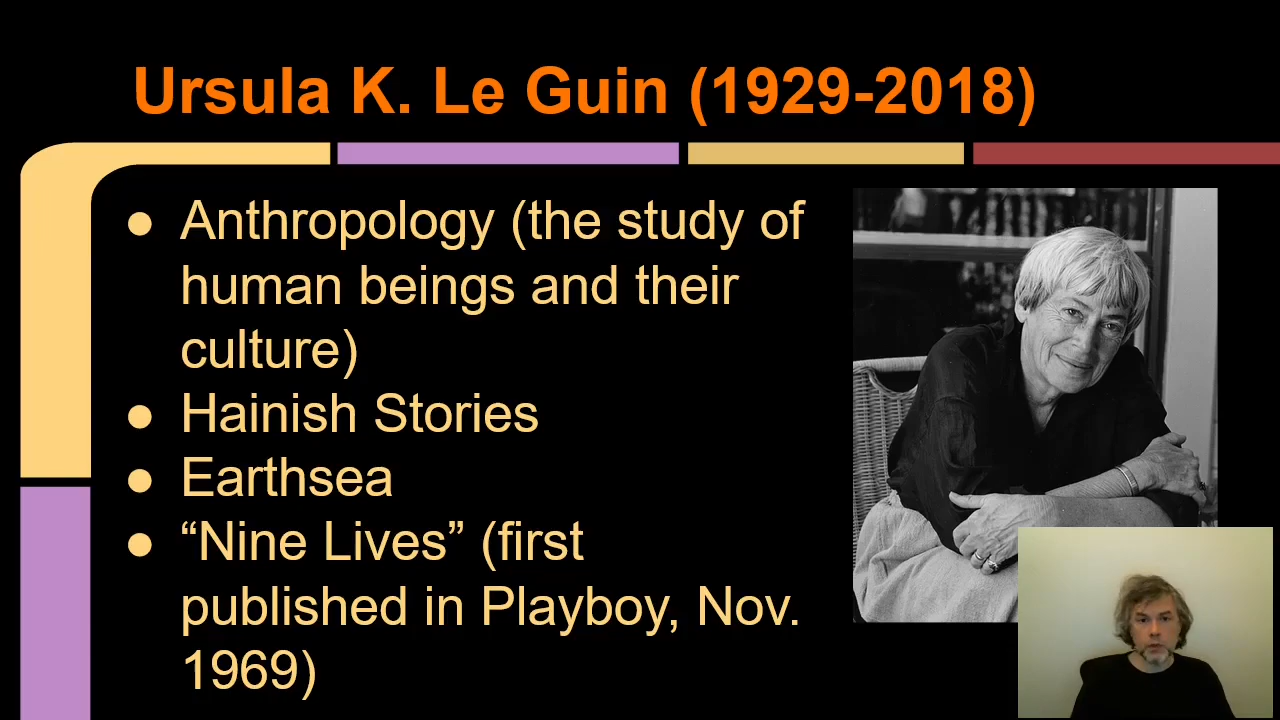 Ursula K. Le Guin (1929-2018)
● Anthropology (the study of
human beings and their
culture)
● Hainish Stories
● Earthsea
● “Nine Lives” (first
published in Playboy, Nov.
1969)